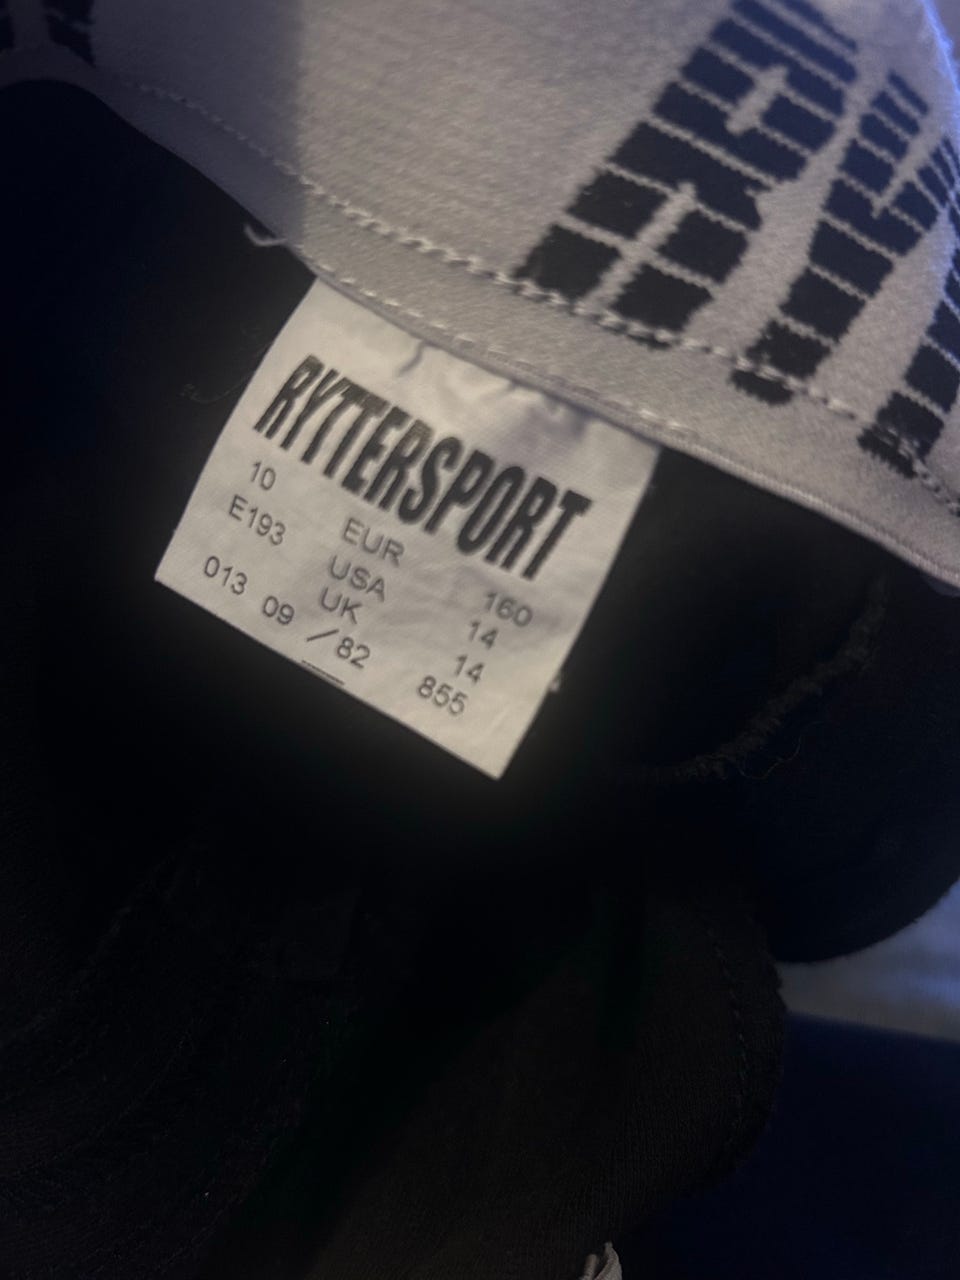 RYTTERSPORT
10 EUR 160
E193 USA 14
UK 14
013 09 /82 855